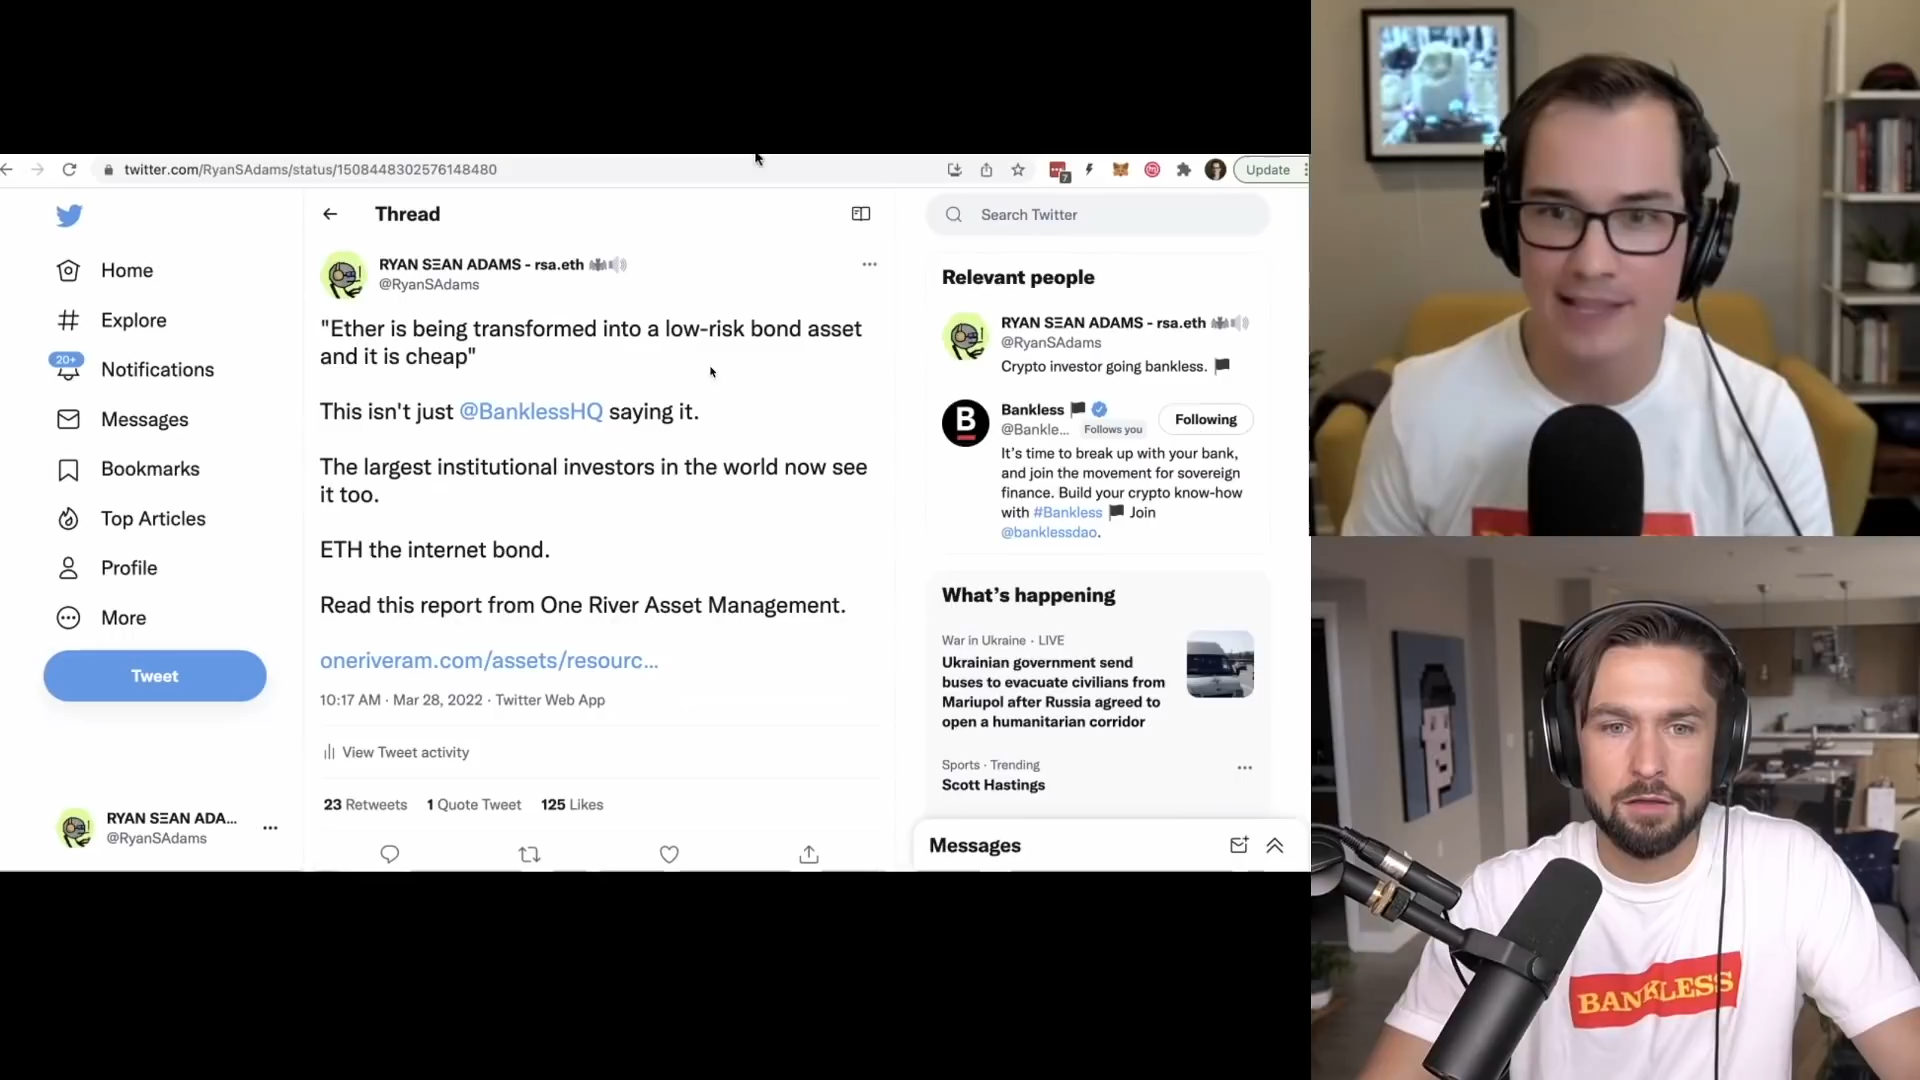 twitter.com/RyanSAdams/status/1508448302576148480
7
Update
Home
Explore
20+
Notifications
Messages
Bookmarks
Top Articles
Profile
More
Tweet
RYAN SΞAN ADA...
@RyanSAdams
Thread
RYAN SΞAN ADAMS - rsa.eth
@RyanSAdams
"Ether is being transformed into a low-risk bond asset
and it is cheap"
This isn't just @BanklessHQ saying it.
The largest institutional investors in the world now see
it too.
ETH the internet bond.
Read this report from One River Asset Management.
oneriveram.com/assets/resourc...
10:17 AM · Mar 28, 2022 · Twitter Web App
View Tweet activity
23 Retweets 1 Quote Tweet 125 Likes
Search Twitter
Relevant people
RYAN SΞAN ADAMS - rsa.eth
@RyanSAdams
Crypto investor going bankless.
B
Bankless
@Bankle... Follows you
Following
It's time to break up with your bank,
and join the movement for sovereign
finance. Build your crypto know-how
with #Bankless Join
@banklessdao.
What's happening
War in Ukraine · LIVE
Ukrainian government send
buses to evacuate civilians from
Mariupol after Russia agreed to
open a humanitarian corridor
Sports · Trending
Scott Hastings
Messages
BANKLESS